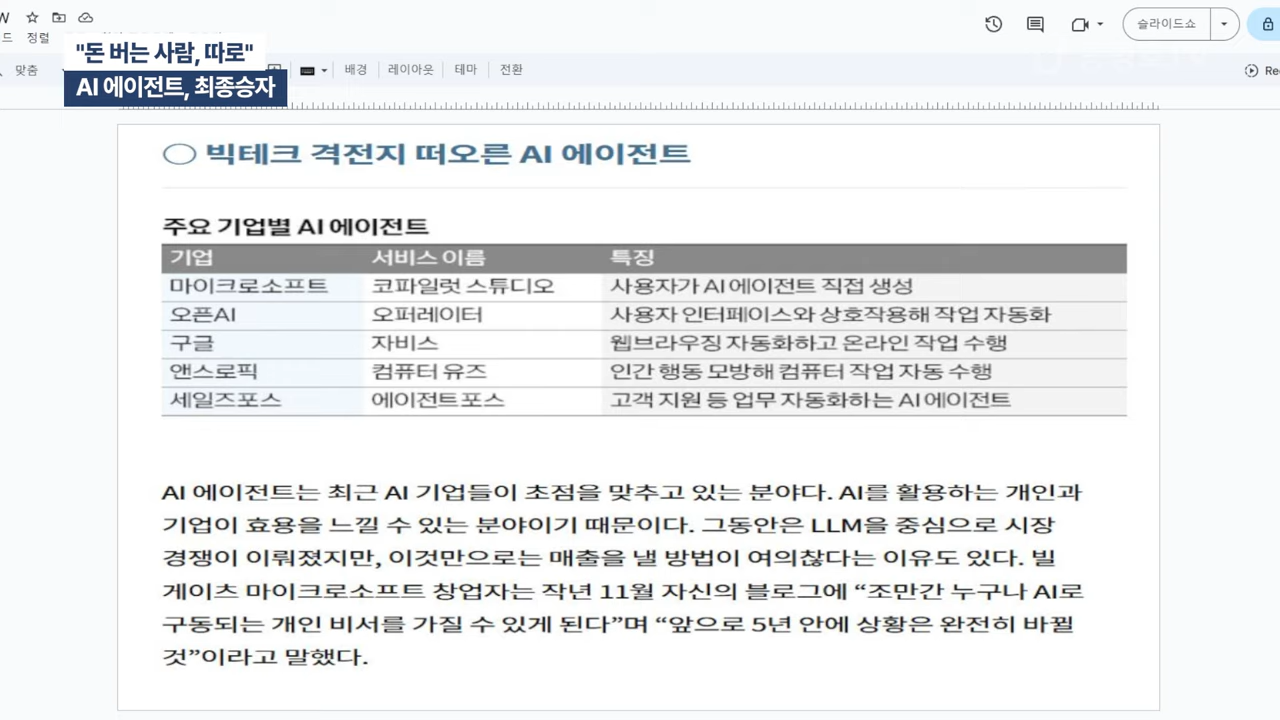 W
드 정렬
"돈 버는 사람, 따로"
AI 에이전트, 최종승자
슬라이드쇼
맞춤
배경
레이아웃
테마
전환
Rec
빅테크 격전지 떠오른 AI 에이전트
주요 기업별 AI 에이전트
기업 서비스 이름 특징
마이크로소프트 코파일럿 스튜디오 사용자가 AI 에이전트 직접 생성
오픈AI 오퍼레이터 사용자 인터페이스와 상호작용해 작업 자동화
구글 자비스 웹브라우징 자동화하고 온라인 작업 수행
앤스로픽 컴퓨터 유즈 인간 행동 모방해 컴퓨터 작업 자동 수행
세일즈포스 에이전트포스 고객 지원 등 업무 자동화하는 AI 에이전트
AI 에이전트는 최근 AI 기업들이 초점을 맞추고 있는 분야다. AI를 활용하는 개인과
기업이 효용을 느낄 수 있는 분야이기 때문이다. 그동안은 LLM을 중심으로 시장
경쟁이 이뤄졌지만, 이것만으로는 매출을 낼 방법이 여의찮다는 이유도 있다. 빌
게이츠 마이크로소프트 창업자는 작년 11월 자신의 블로그에 “조만간 누구나 AI로
구동되는 개인 비서를 가질 수 있게 된다”며 “앞으로 5년 안에 상황은 완전히 바뀔
것”이라고 말했다.